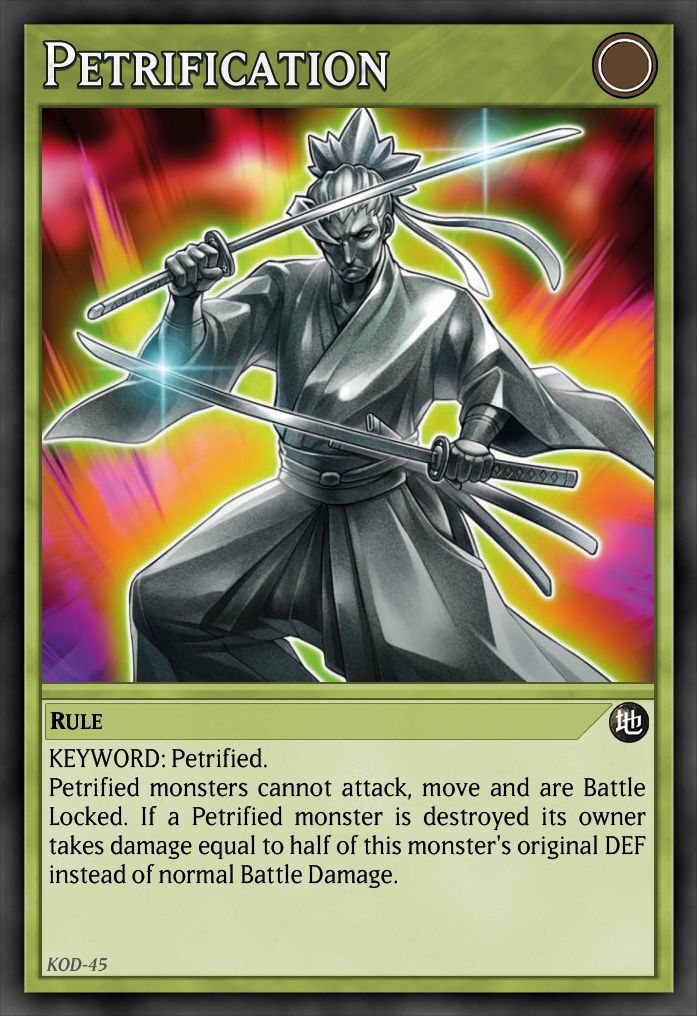 PETRIFICATION
RULE
KEYWORD: Petrified.
Petrified monsters cannot attack, move and are Battle
Locked. If a Petrified monster is destroyed its owner
takes damage equal to half of this monster's original DEF
instead of normal Battle Damage.
KOD-45